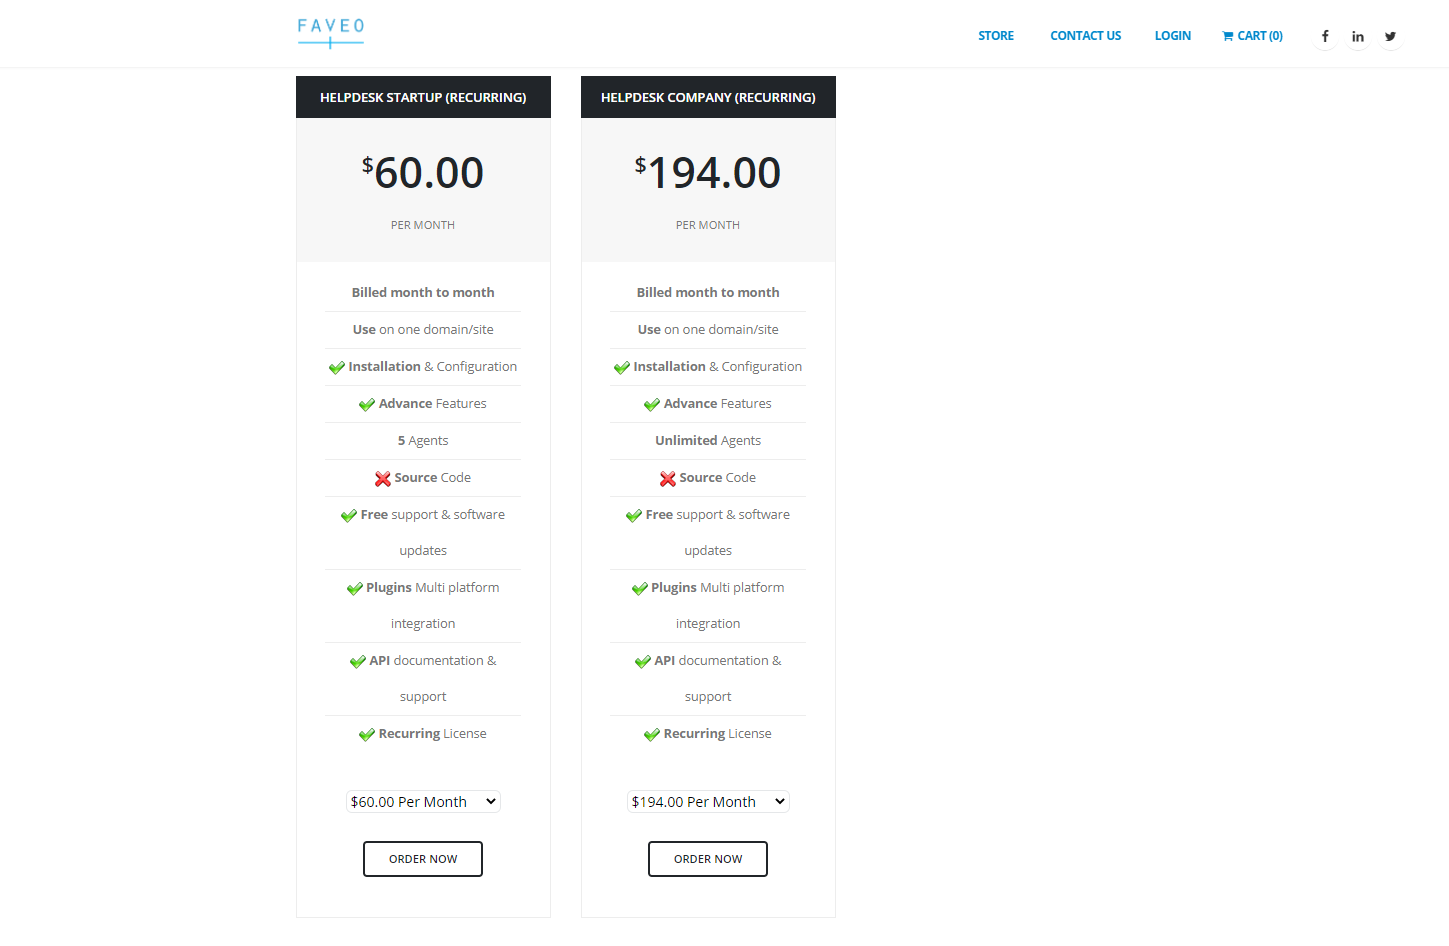 FAVEO
STORE
CONTACT US
LOGIN
CART (0)
HELPDESK STARTUP (RECURRING)
$60.00
PER MONTH
Billed month to month
Use on one domain/site
Installation & Configuration
Advance Features
5 Agents
Source Code
Free support & software
updates
Plugins Multi platform
integration
API documentation &
support
Recurring License
$60.00 Per Month
ORDER NOW
HELPDESK COMPANY (RECURRING)
$194.00
PER MONTH
Billed month to month
Use on one domain/site
Installation & Configuration
Advance Features
Unlimited Agents
Source Code
Free support & software
updates
Plugins Multi platform
integration
API documentation &
support
Recurring License
$194.00 Per Month
ORDER NOW